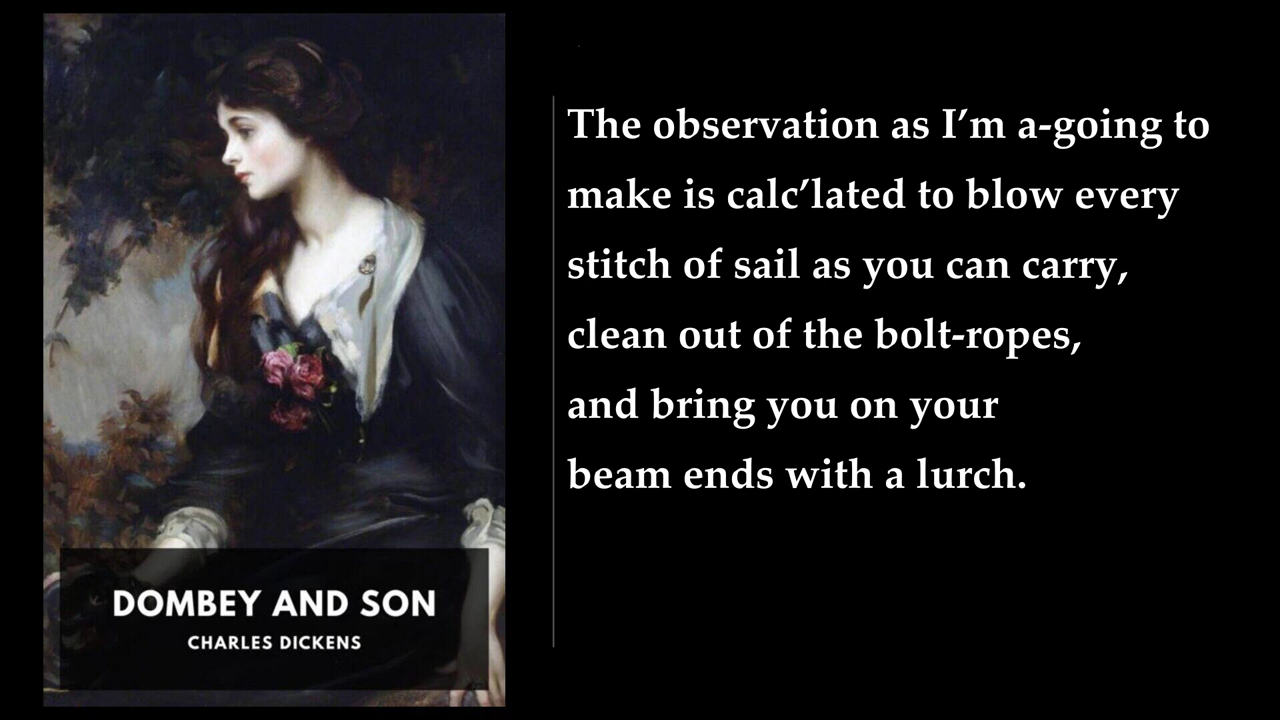 The observation as I’m a-going to
make is calc’lated to blow every
stitch of sail as you can carry,
clean out of the bolt-ropes,
and bring you on your
beam ends with a lurch.
DOMBEY AND SON
CHARLES DICKENS